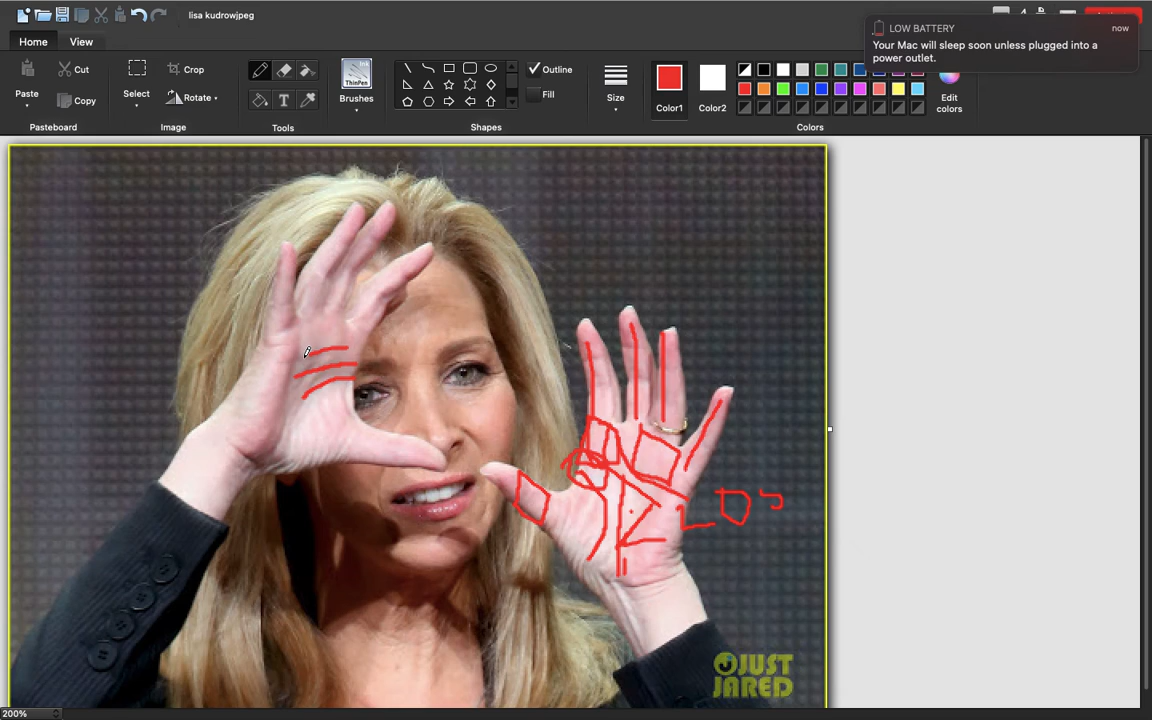 lisa kudrowjpeg
LOW BATTERY
now
Your Mac will sleep soon unless plugged into a
power outlet.
Home
View
Paste
Cut
Copy
Select
Crop
Rotate
Ink
ThinPen
Brushes
Outline
Fill
Size
Color1
Color2
Edit
colors
Pasteboard
Image
Tools
Shapes
Colors
JUST
JARED
200%